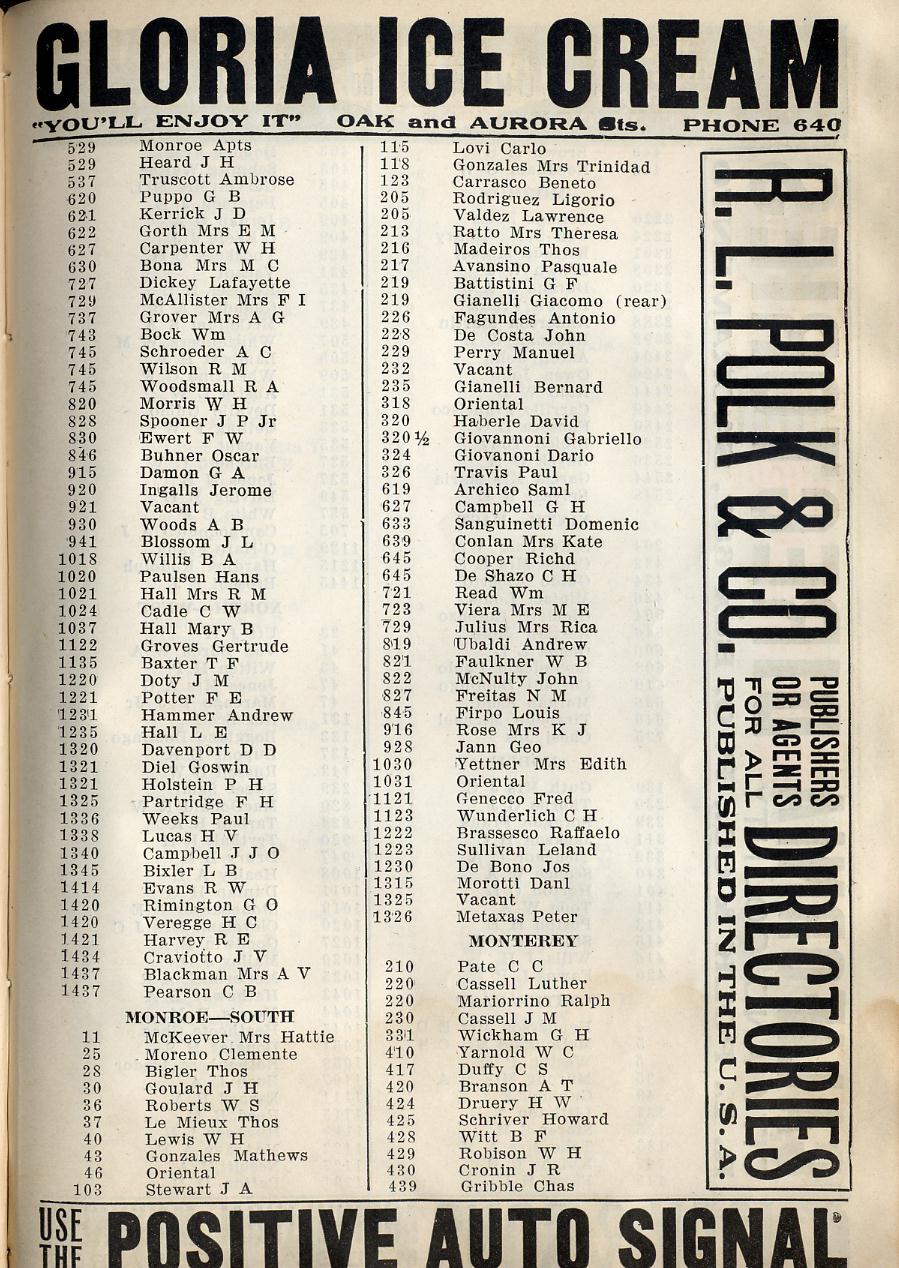 GLORIA ICE CREAM
"YOU'LL ENJOY IT" OAK and AURORA Sts. PHONE 640
529 Monroe Apts
529 Heard J H
537 Truscott Ambrose
620 Puppo G B
621 Kerrick J D
622 Gorth Mrs E M
627 Carpenter W H
630 Bona Mrs M C
727 Dickey Lafayette
729 McAllister Mrs F I
737 Grover Mrs A G
743 Bock Wm
745 Schroeder A C
745 Wilson R M
745 Woodsmall R A
820 Morris W H
828 Spooner J P Jr
830 Ewert F W
846 Buhner Oscar
915 Damon G A
920 Ingalls Jerome
921 Vacant
930 Woods A B
941 Blossom J L
1018 Willis B A
1020 Paulsen Hans
1021 Hall Mrs R M
1024 Cadle C W
1037 Hall Mary B
1122 Groves Gertrude
1135 Baxter T F
1220 Doty J M
1221 Potter F E
1231 Hammer Andrew
1235 Hall L E
1320 Davenport D D
1321 Diel Goswin
1321 Holstein P H
1325 Partridge F H
1336 Weeks Paul
1338 Lucas H V
1340 Campbell J J O
1345 Bixler L B
1414 Evans R W
1420 Rimington G O
1420 Veregge H C
1421 Harvey R E
1434 Craviotto J V
1437 Blackman Mrs A V
1437 Pearson C B
MONROE—SOUTH
11 McKeever Mrs Hattie
25 Moreno Clemente
28 Bigler Thos
30 Goulard J H
36 Roberts W S
37 Le Mieux Thos
40 Lewis W H
43 Gonzales Mathews
46 Oriental
103 Stewart J A
115 Lovi Carlo
118 Gonzales Mrs Trinidad
123 Carrasco Beneto
205 Rodriguez Ligorio
205 Valdez Lawrence
213 Ratto Mrs Theresa
216 Madeiros Thos
217 Avansino Pasquale
219 Battistini G F
219 Gianelli Giacomo (rear)
226 Fagundes Antonio
228 De Costa John
229 Perry Manuel
232 Vacant
235 Gianelli Bernard
318 Oriental
320 Haberle David
320½ Giovannoni Gabriello
324 Giovanoni Dario
326 Travis Paul
619 Archico Saml
627 Campbell G H
633 Sanguinetti Domenic
639 Conlan Mrs Kate
645 Cooper Richd
645 De Shazo C H
721 Read Wm
723 Viera Mrs M E
729 Julius Mrs Rica
819 Ubaldi Andrew
821 Faulkner W B
822 McNulty John
827 Freitas N M
845 Firpo Louis
916 Rose Mrs K J
928 Jann Geo
1030 Yettner Mrs Edith
1031 Oriental
1121 Genecco Fred
1123 Wunderlich C H
1222 Brassesco Raffaelo
1223 Sullivan Leland
1230 De Bono Jos
1315 Morotti Danl
1325 Vacant
1326 Metaxas Peter
MONTEREY
210 Pate C C
220 Cassell Luther
220 Mariorrino Ralph
230 Cassell J M
331 Wickham G H
410 Yarnold W C
417 Duffy C S
420 Branson A T
424 Druery H W
425 Schriver Howard
428 Witt B F
429 Robison W H
430 Cronin J R
439 Gribble Chas
R. L. POLK & CO.
PUBLISHERS
OR AGENTS
FOR ALL
DIRECTORIES
PUBLISHED IN THE U. S. A.
USE
THE
POSITIVE AUTO SIGNAL